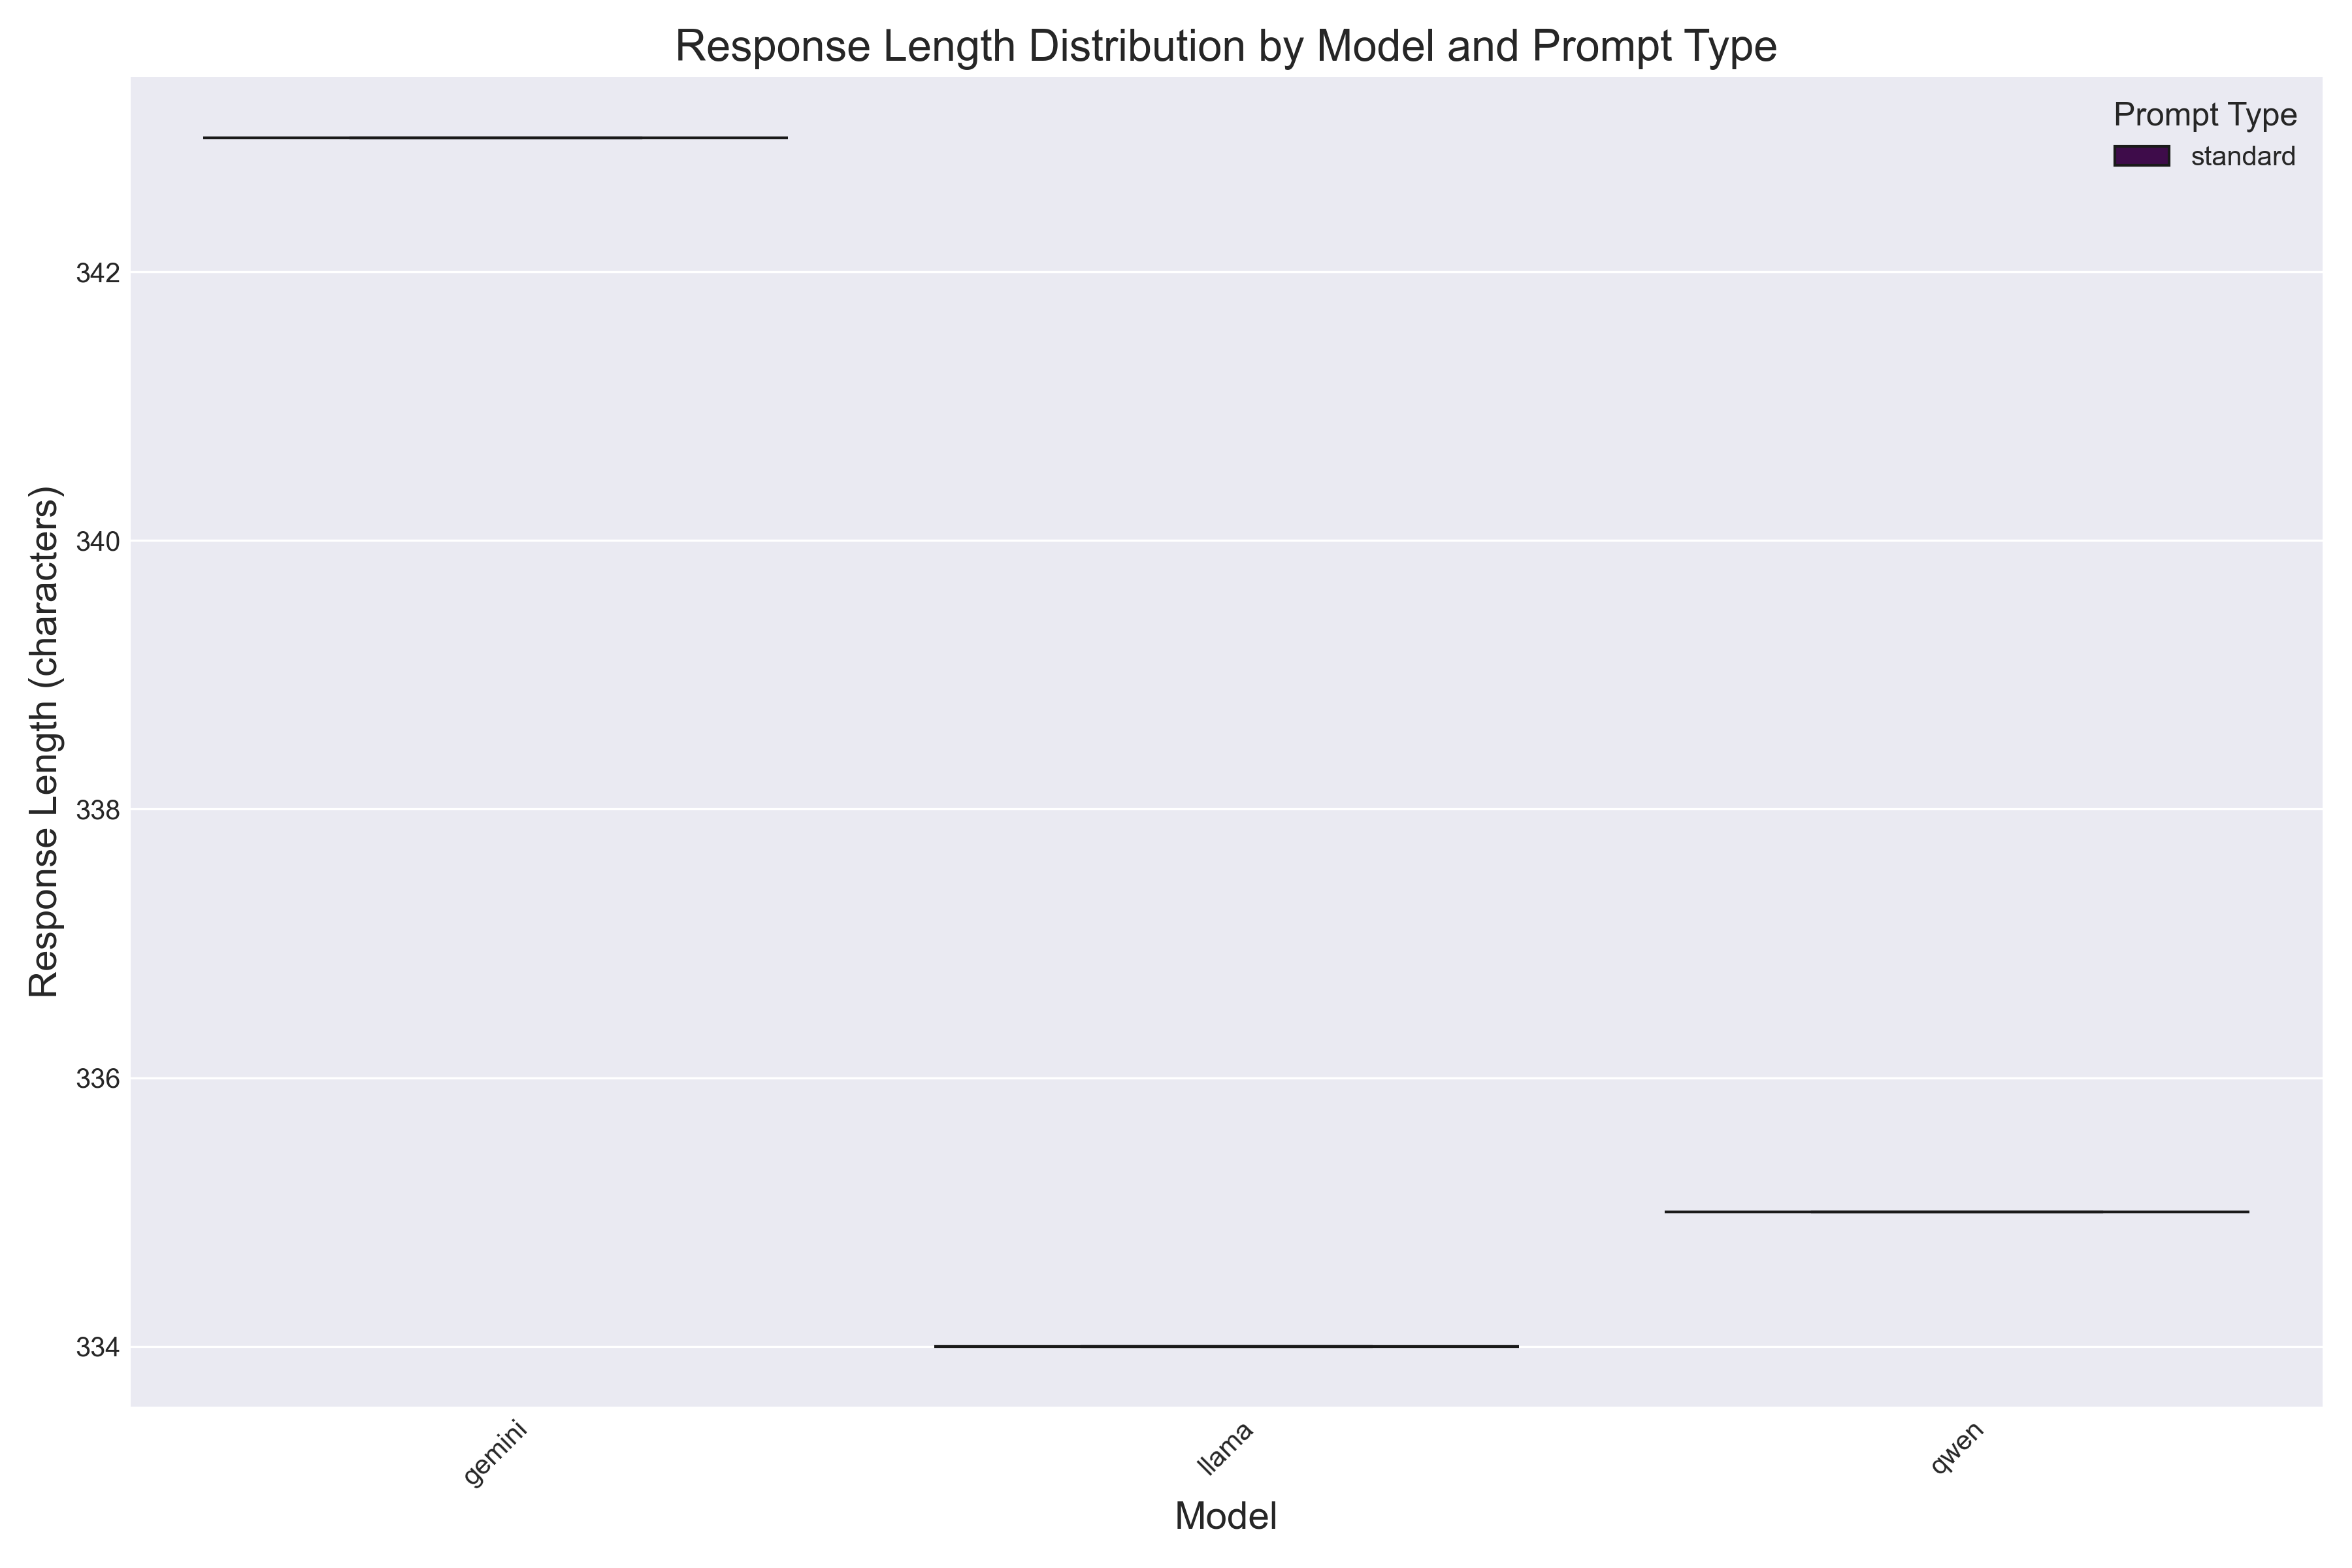 Response Length Distribution by Model and Prompt Type
Prompt Type
standard
Response Length (characters)
342
340
338
336
334
gemini
llama
qwen
Model